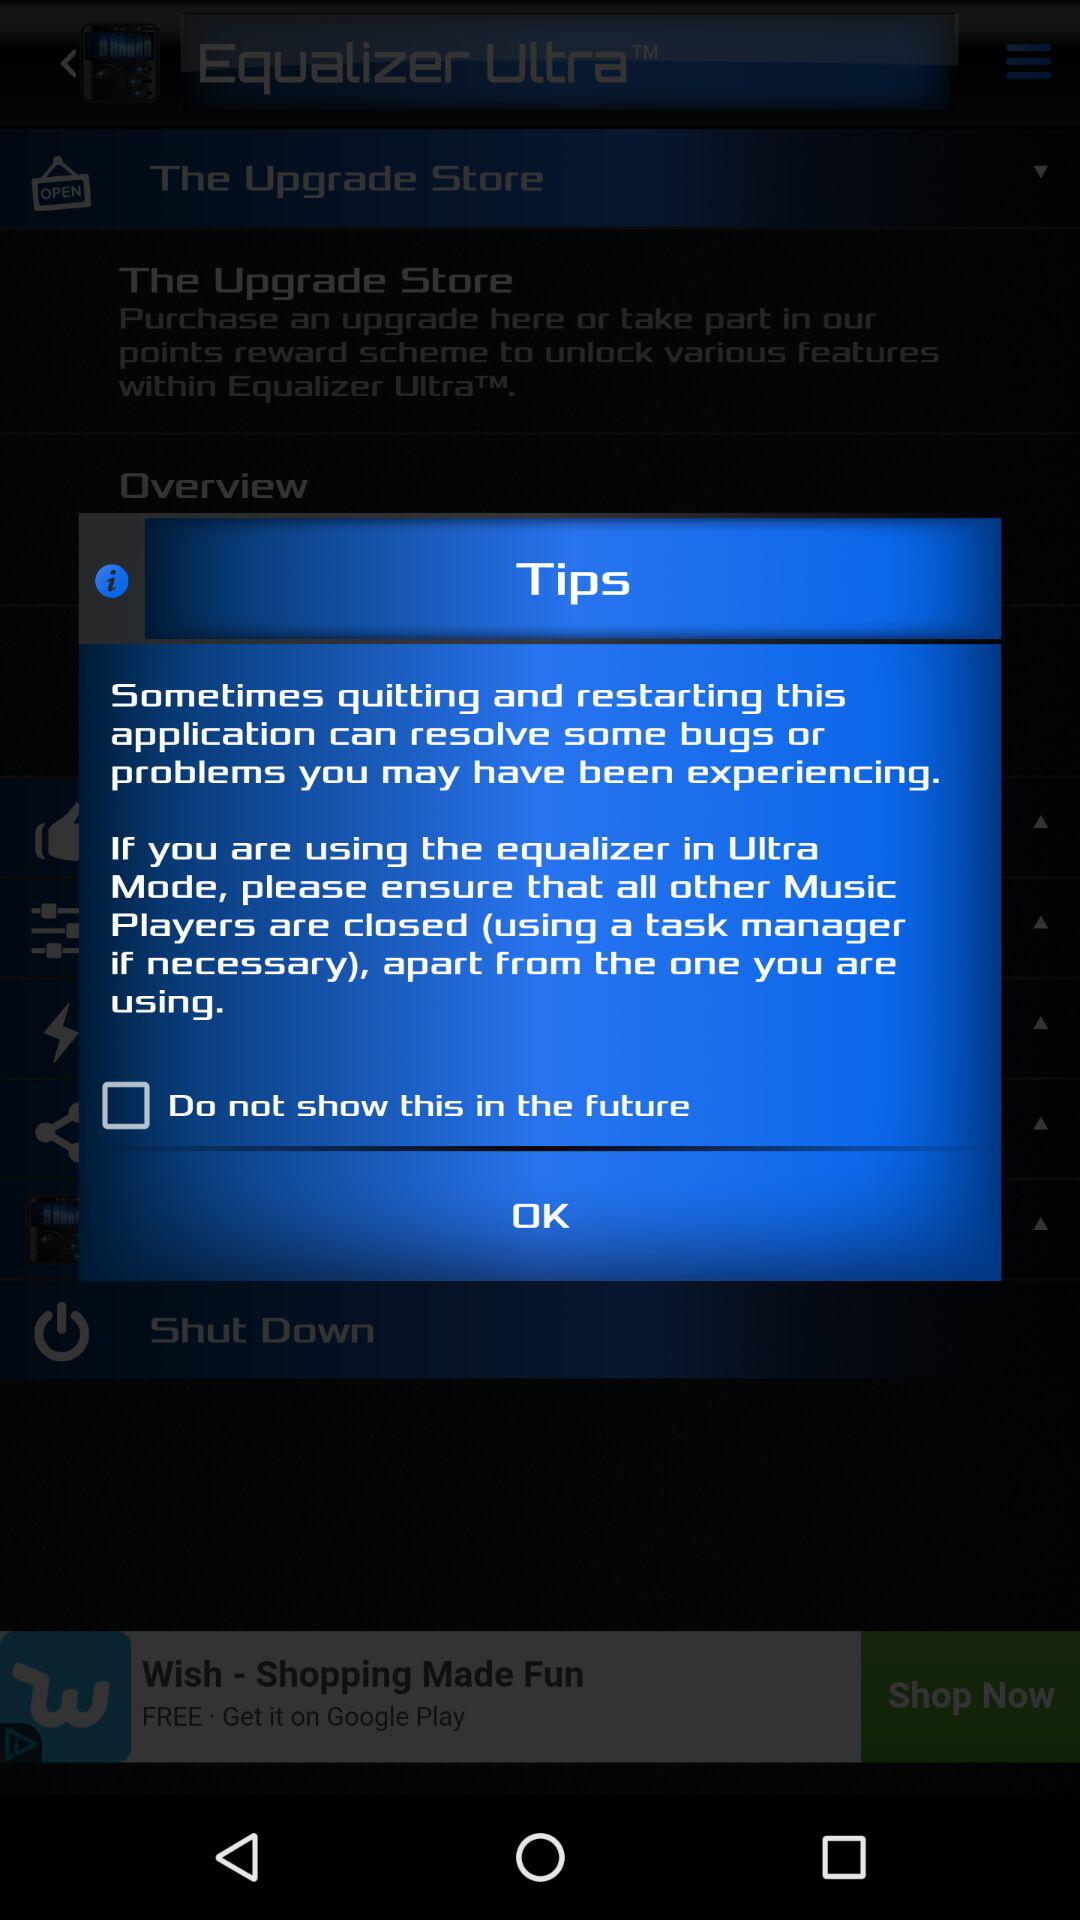 Equalizer Ultra™
OPEN
The Upgrade Store
The Upgrade Store
Purchase an upgrade here or take part in our
points reward scheme to unlock various features
within Equalizer Ultra™.
Overview
Tips
Sometimes quitting and restarting this
application can resolve some bugs or
problems you may have been experiencing.
If you are using the equalizer in Ultra
Mode, please ensure that all other Music
Players are closed (using a task manager
if necessary), apart from the one you are
using.
Do not show this in the future
OK
Shut Down
Wish - Shopping Made Fun
FREE · Get it on Google Play
Shop Now